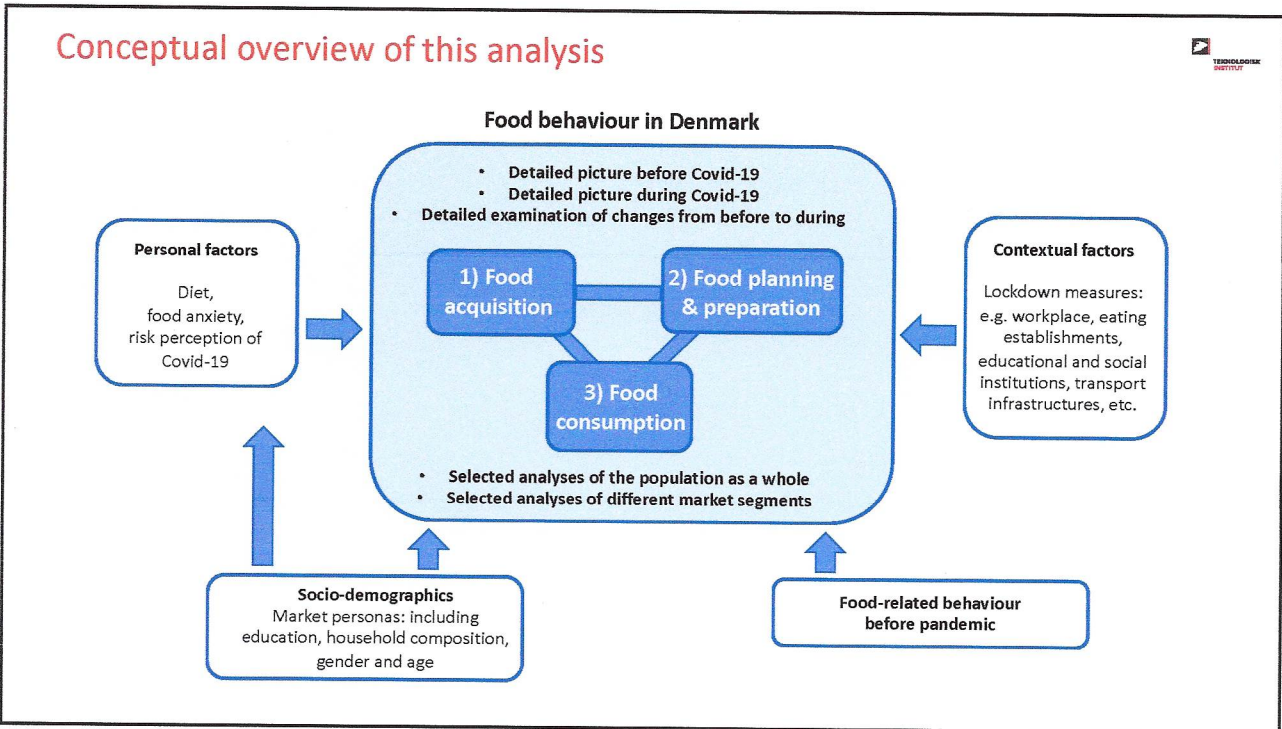 Conceptual overview of this analysis
TEKNOLOGISK
INSTITUT
Food behaviour in Denmark
• Detailed picture before Covid-19
• Detailed picture during Covid-19
• Detailed examination of changes from before to during
Personal factors
Diet,
food anxiety,
risk perception of
Covid-19
1) Food
acquisition
2) Food planning
& preparation
3) Food
consumption
Contextual factors
Lockdown measures:
e.g. workplace, eating
establishments,
educational and social
institutions, transport
infrastructures, etc.
• Selected analyses of the population as a whole
• Selected analyses of different market segments
Socio-demographics
Market personas: including
education, household composition,
gender and age
Food-related behaviour
before pandemic